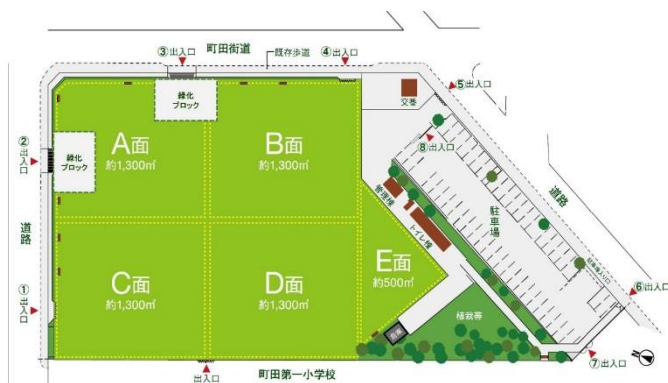 町田街道
③出入口
既存歩道
④出入口
⑤出入口
交番
緑化
ブロック
A面
約1,300㎡
B面
約1,300㎡
②
出入口
緑化
ブロック
⑧出入口
道路
管理棟
トイレ棟
駐車場
道路
C面
約1,300㎡
D面
約1,300㎡
E面
約500㎡
①
出入口
⑥出入口
植栽帯
⑦出入口
出入口
町田第一小学校
N